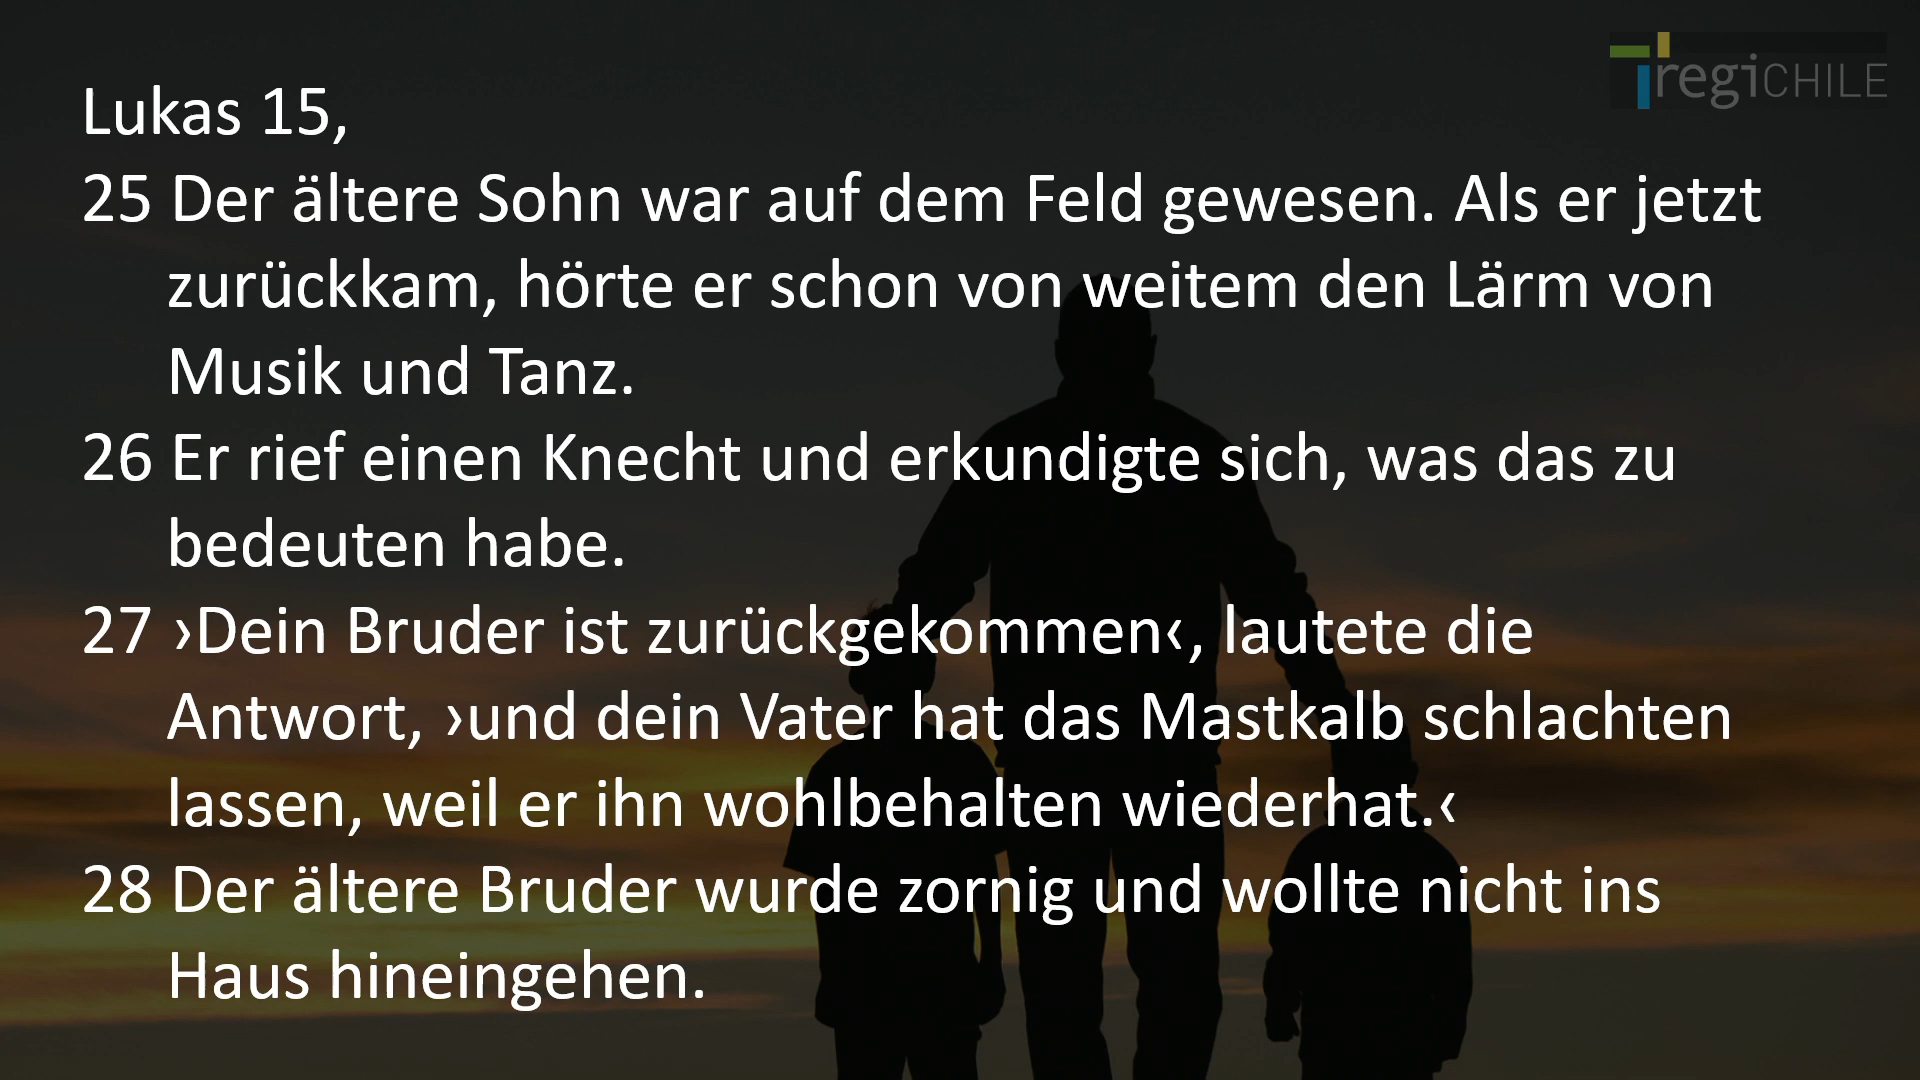 regiCHILE
Lukas 15,
25 Der ältere Sohn war auf dem Feld gewesen. Als er jetzt
zurückkam, hörte er schon von weitem den Lärm von
Musik und Tanz.
26 Er rief einen Knecht und erkundigte sich, was das zu
bedeuten habe.
27 ›Dein Bruder ist zurückgekommen‹, lautete die
Antwort, ›und dein Vater hat das Mastkalb schlachten
lassen, weil er ihn wohlbehalten wiederhat.‹
28 Der ältere Bruder wurde zornig und wollte nicht ins
Haus hineingehen.